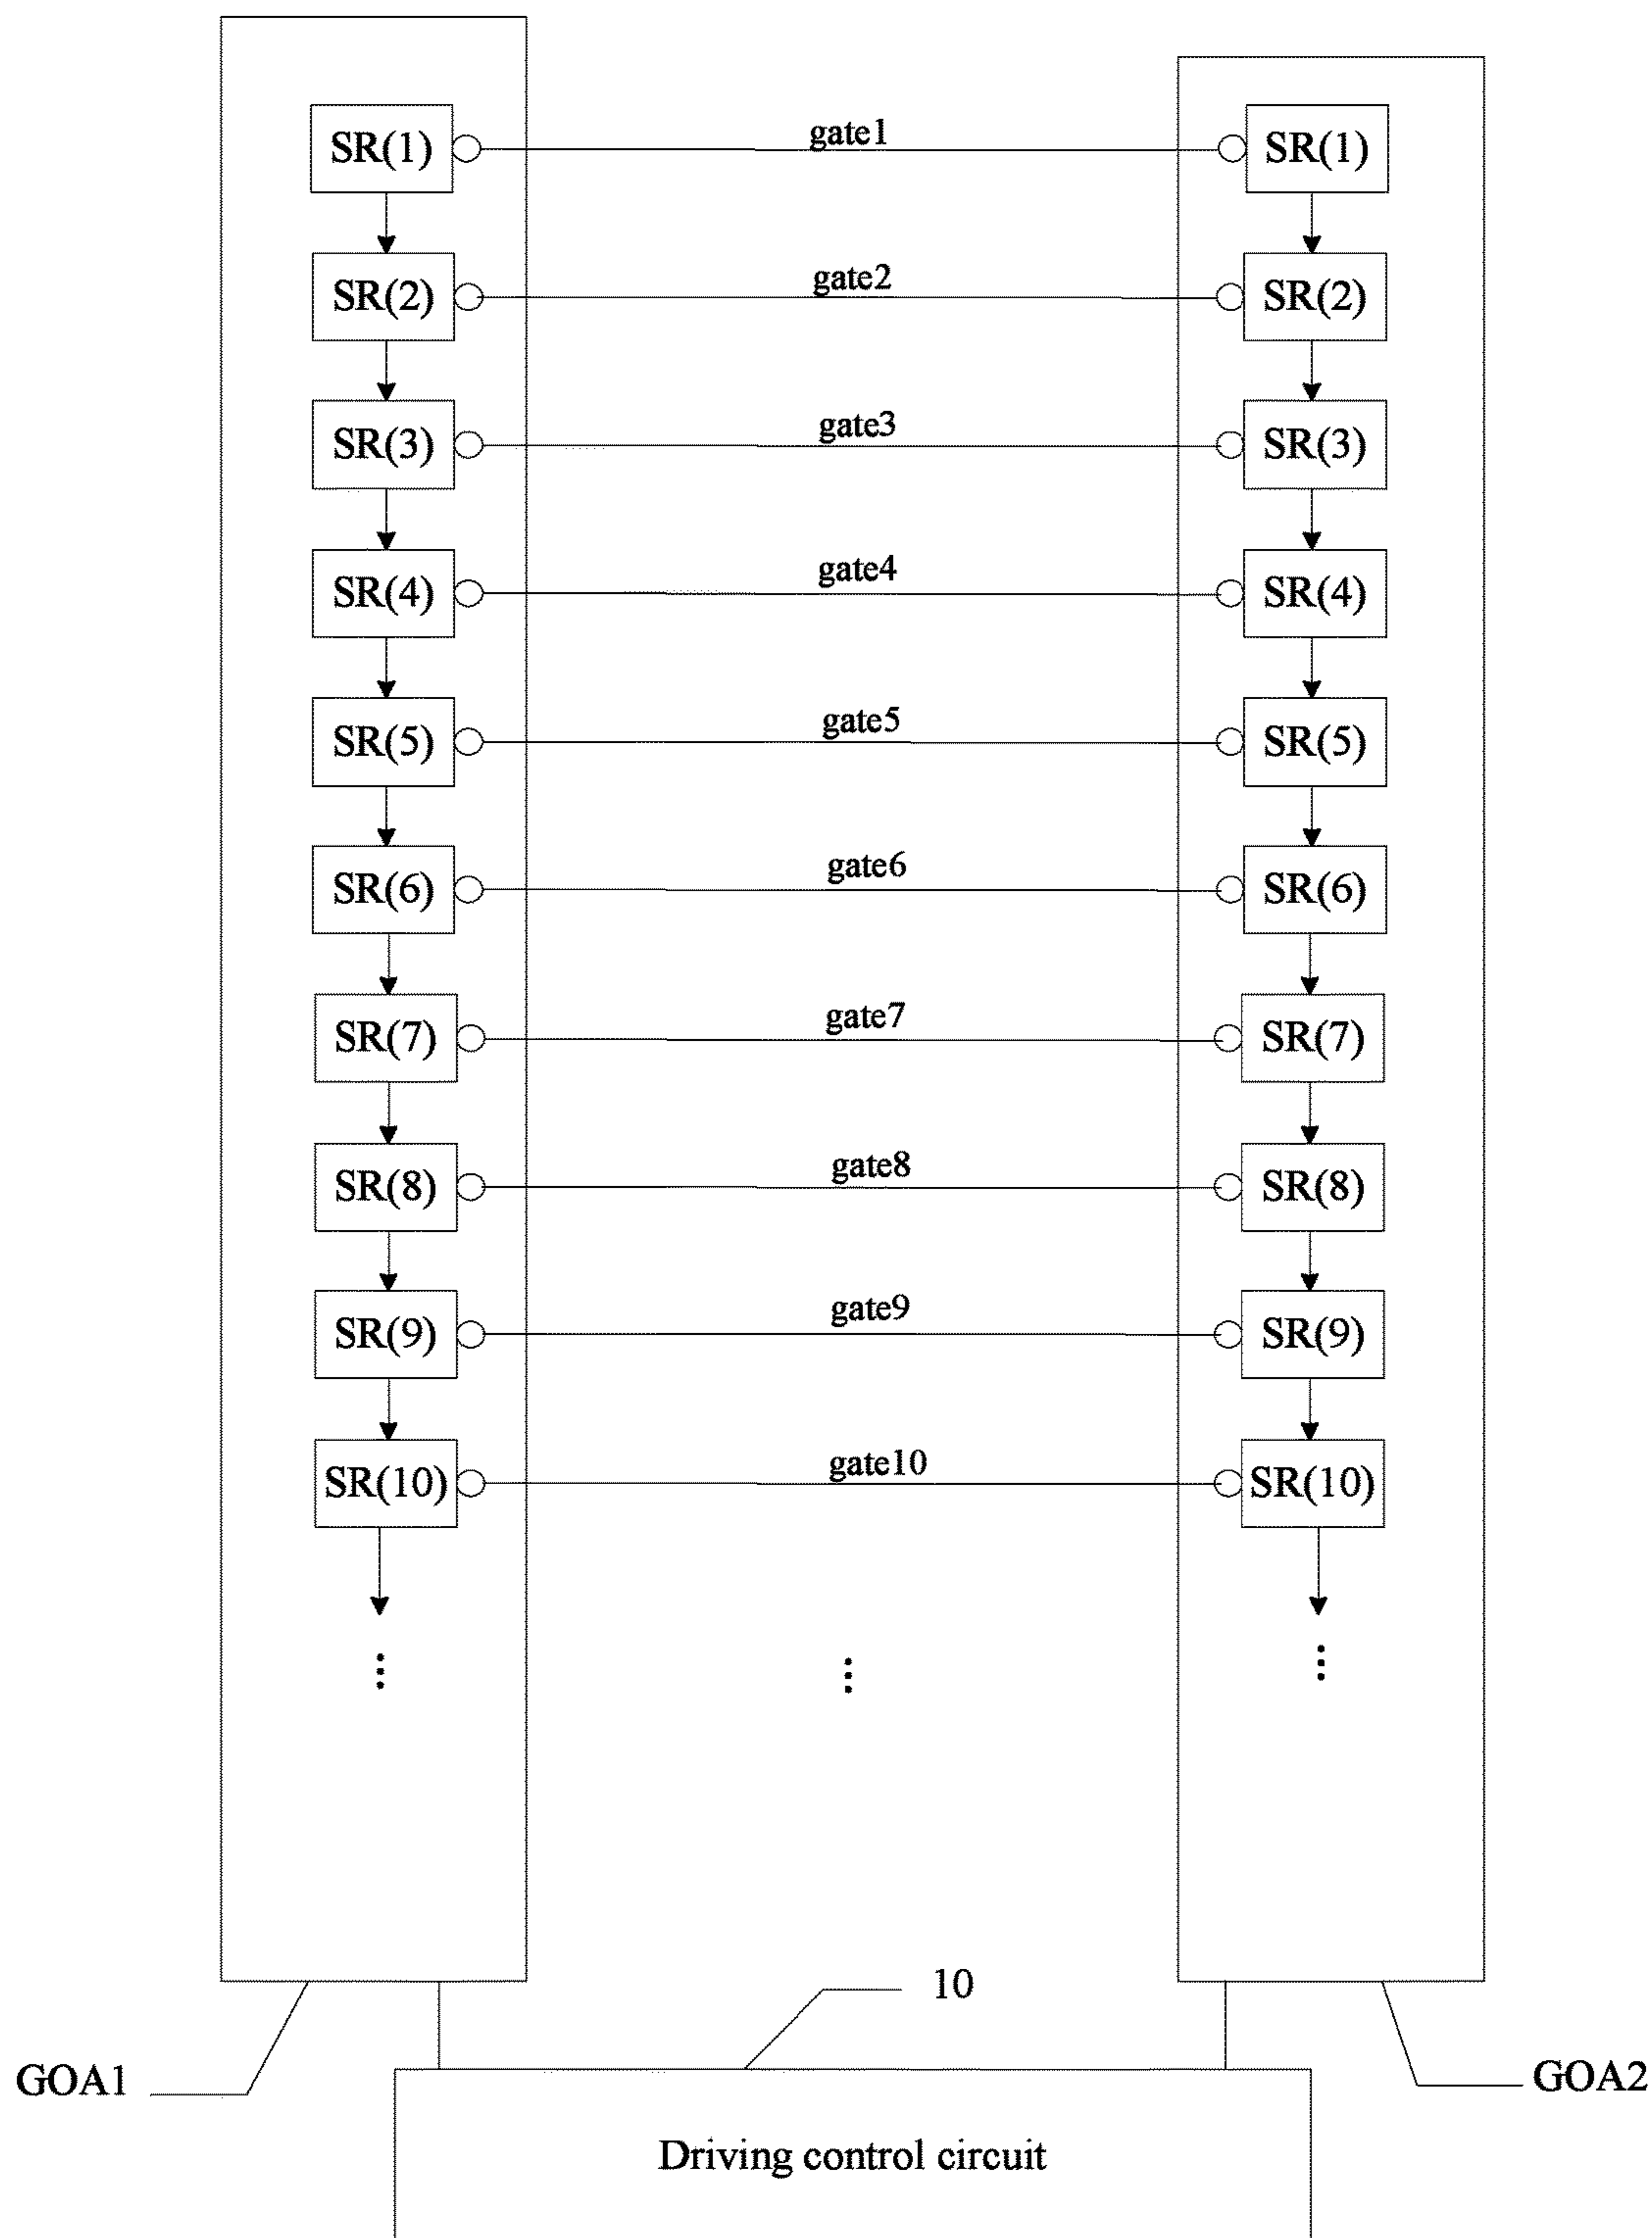 SR(1) gate1 SR(1)
SR(2) gate2 SR(2)
SR(3) gate3 SR(3)
SR(4) gate4 SR(4)
SR(5) gate5 SR(5)
SR(6) gate6 SR(6)
SR(7) gate7 SR(7)
SR(8) gate8 SR(8)
SR(9) gate9 SR(9)
SR(10) gate10 SR(10)
10
GOA1 GOA2
Driving control circuit